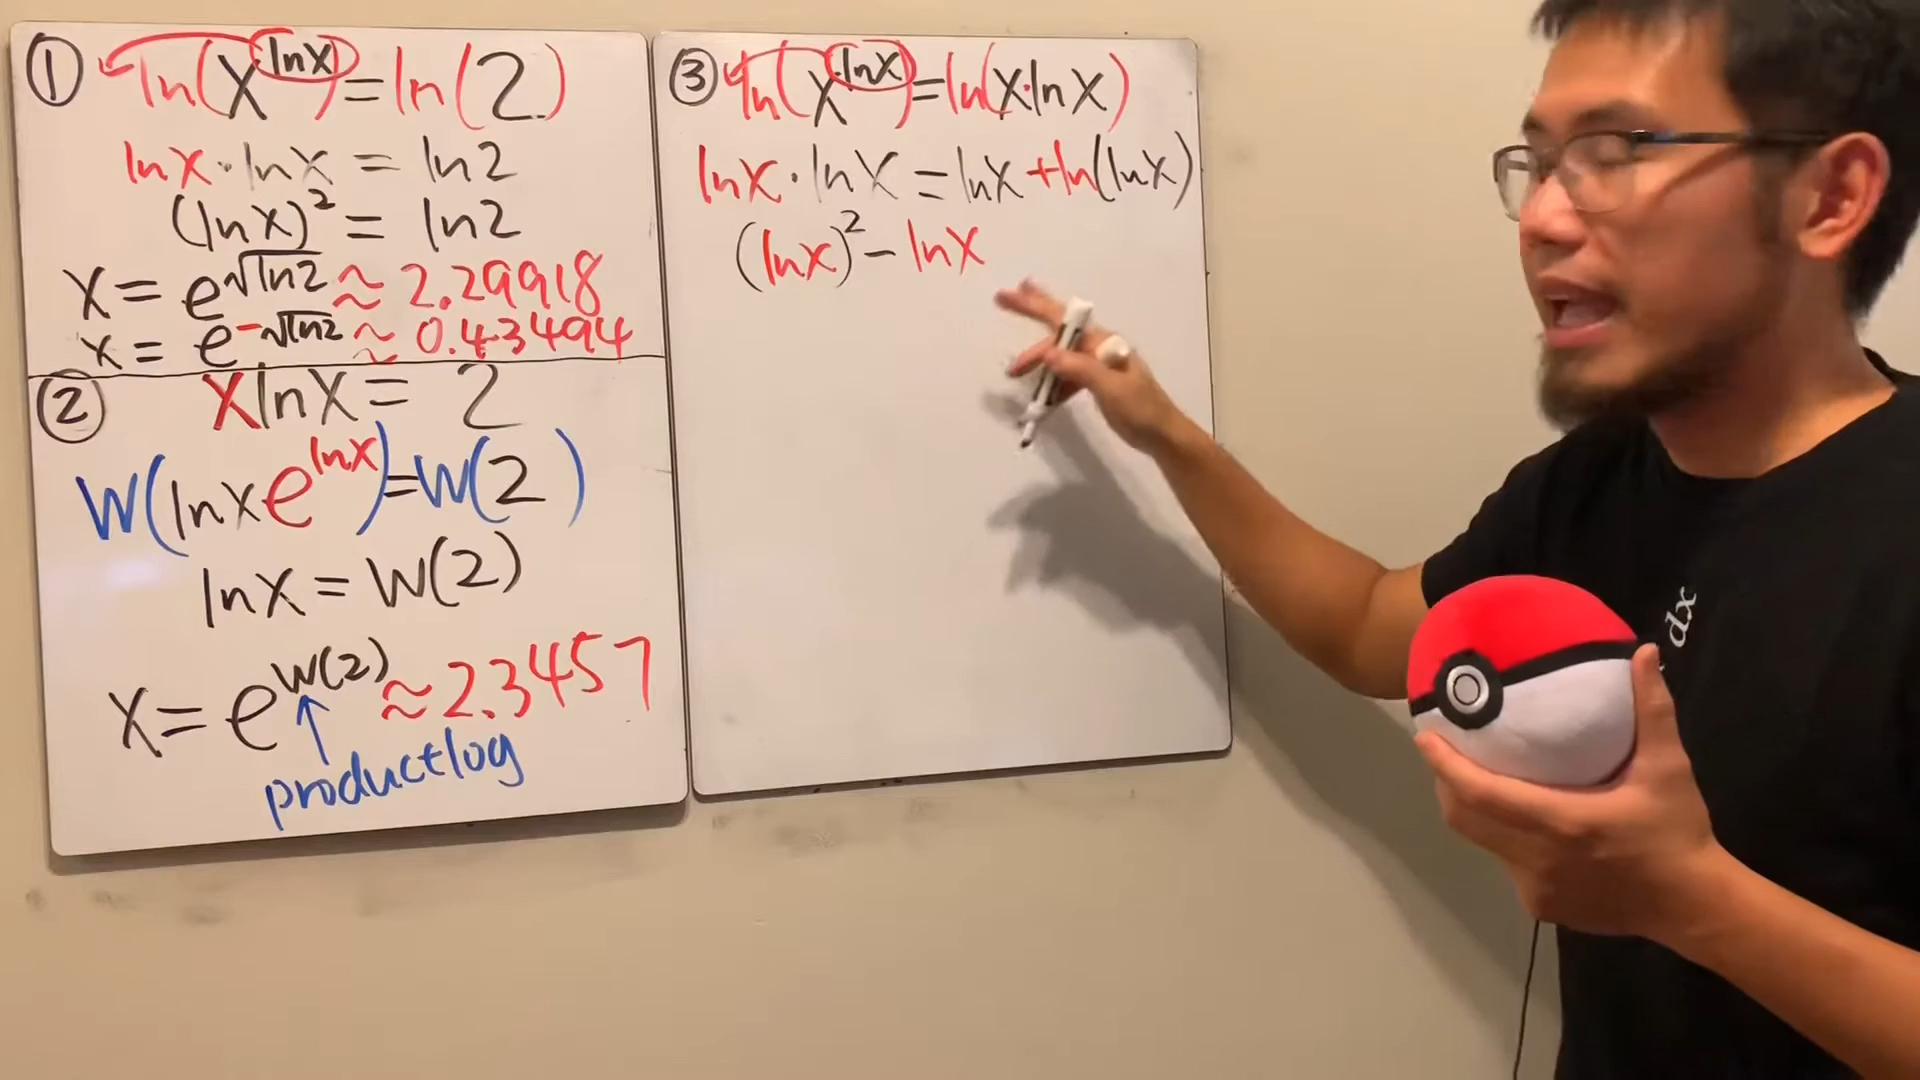 ① ln(x^(lnx)) = ln(2)
lnx·lnx = ln2
(lnx)² = ln2
x = e^(√ln2) ≈ 2.29918
x = e^(-√ln2) ≈ 0.43494
② xlnx = 2
W(lnxe^(lnx)) = W(2)
lnx = W(2)
x = e^(W(2)) ≈ 2.3457
↑
productlog
③ ln(x^(lnx)) = ln(x·lnx)
lnx·lnx = lnx+ln(lnx)
(lnx)² - lnx
dx